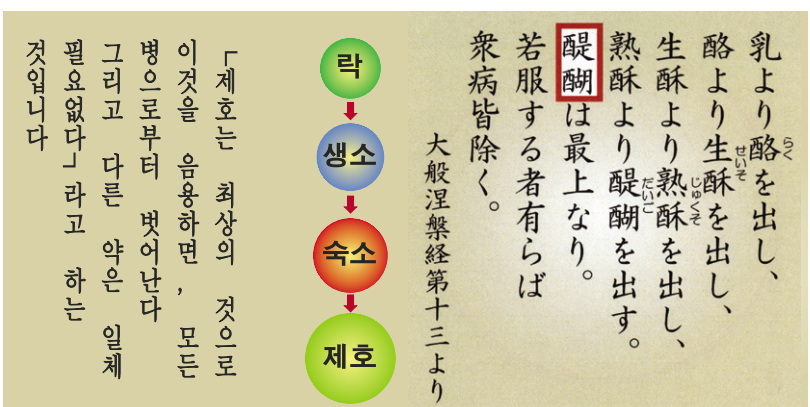 乳より酪を出し、
らく
酪より生酥を出し、
せいそ
生酥より熟酥を出し、
じゅくそ
熟酥より醍醐を出す。
だいご
醍醐は最上なり。
若服する者有らば
衆病皆除く。
大般涅槃経第十三より
락
생소
숙소
제호
「제호는 최상의 것으로
이것을 음용하면, 모든
병으로부터 벗어난다
그리고 다른 약은 일체
필요없다」라고 하는
것입니다